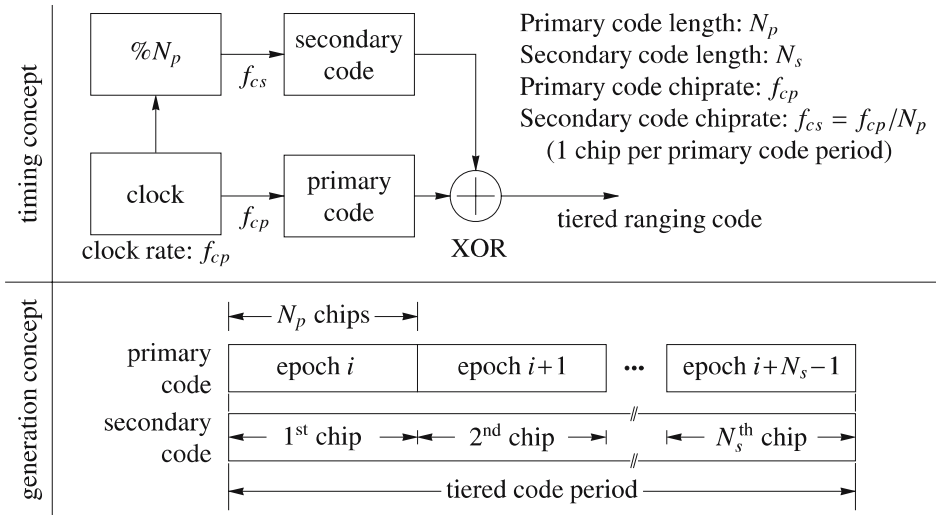 timing concept
%N_p
f_cs
secondary
code
clock
f_cp
primary
code
clock rate: f_cp
XOR
tiered ranging code
Primary code length: N_p
Secondary code length: N_s
Primary code chiprate: f_cp
Secondary code chiprate: f_cs = f_cp/N_p
(1 chip per primary code period)
generation concept
N_p chips
primary
code
epoch i
epoch i+1
•••
epoch i+N_s−1
secondary
code
1st chip
2nd chip
N_s^th chip
tiered code period